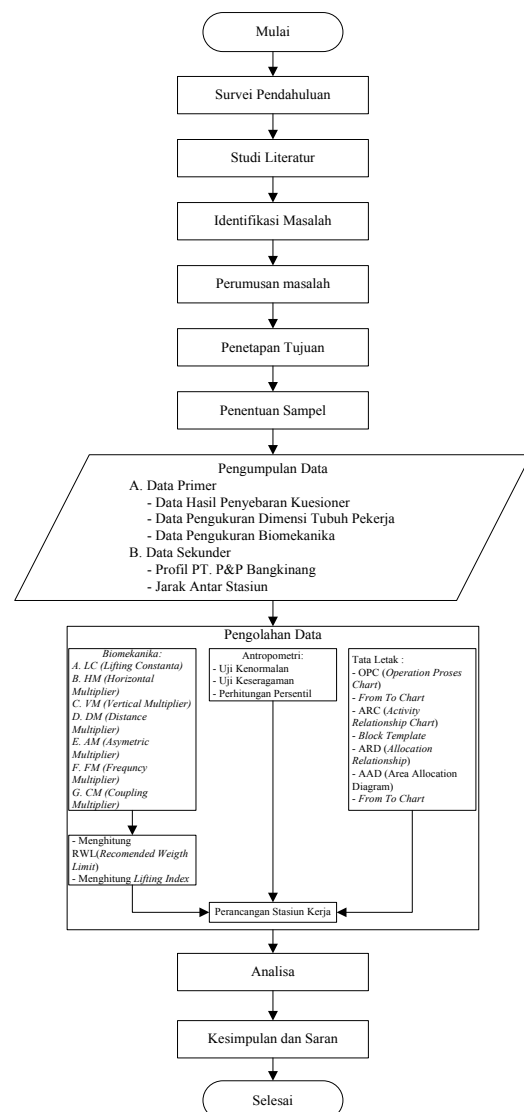 Mulai
Survei Pendahuluan
Studi Literatur
Identifikasi Masalah
Perumusan masalah
Penetapan Tujuan
Penentuan Sampel
Pengumpulan Data
A. Data Primer
- Data Hasil Penyebaran Kuesioner
- Data Pengukuran Dimensi Tubuh Pekerja
- Data Pengukuran Biomekanika
B. Data Sekunder
- Profil PT. P&P Bangkinang
- Jarak Antar Stasiun
Pengolahan Data
Biomekanika:
A. LC (Lifting Constanta)
B. HM (Horizontal
Multiplier)
C. VM (Vertical Multiplier)
D. DM (Distance
Multiplier)
E. AM (Asymetric Multiplier)
F. FM (Frequncy Multiplier)
G. CM (Coupling
Multiplier)
- Menghitung
RWL(Recomended Weigth
Limit)
- Menghitung Lifting Index
Antropometri:
- Uji Kenormalan
- Uji Keseragaman
- Perhitungan Persentil
Tata Letak :
- OPC (Operation Proses
Chart)
- From To Chart
- ARC (Activity
Relationship Chart)
- Block Template
- ARD (Allocation
Relationship)
- AAD (Area Allocation
Diagram)
- From To Chart
Perancangan Stasiun Kerja
Analisa
Kesimpulan dan Saran
Selesai